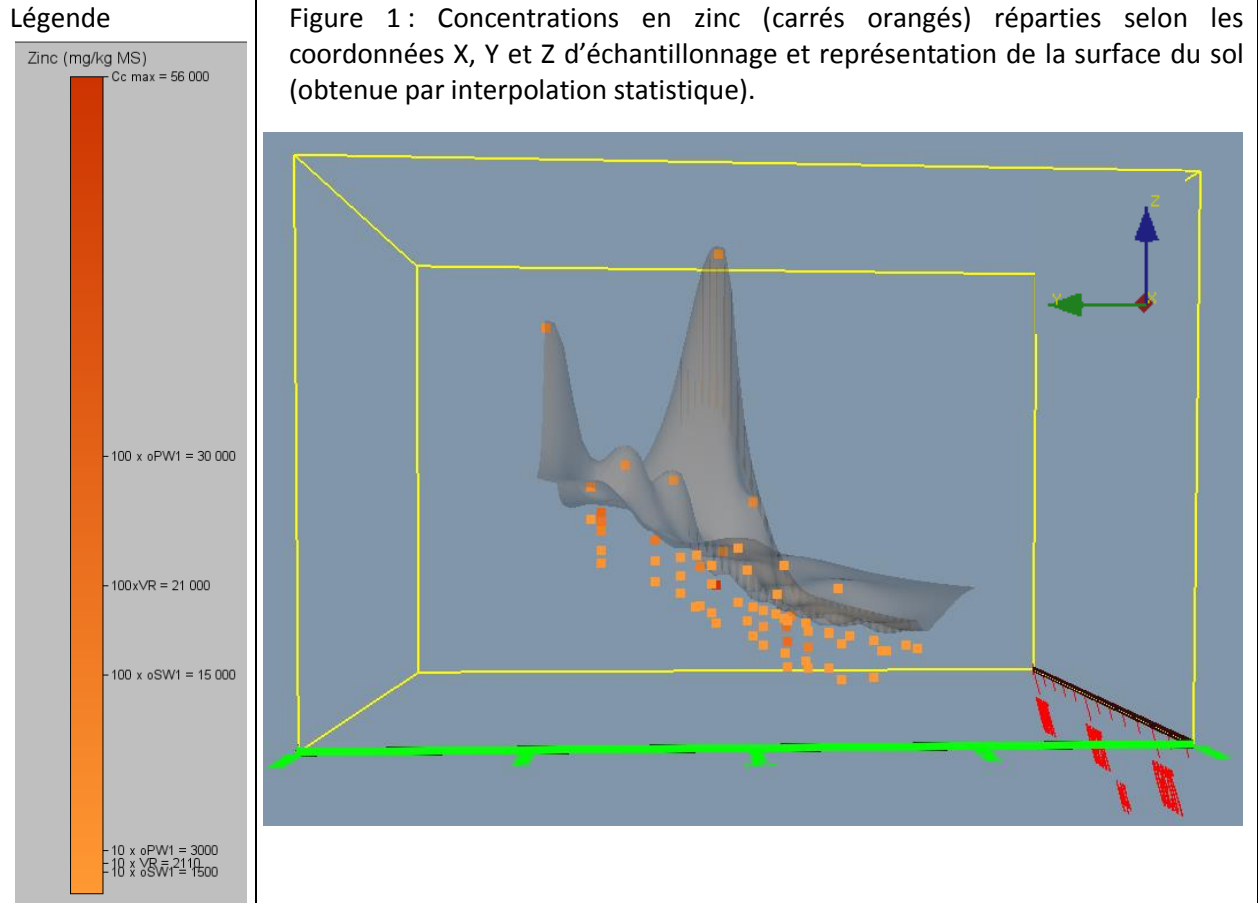 Légende
Zinc (mg/kg MS)
Cc max = 56 000
100 x oPW1 = 30 000
100xVR = 21 000
100 x oSW1 = 15 000
10 x oPW1 = 3000
10 x VR = 2110
10 x oSW1 = 1500
Figure 1 : Concentrations en zinc (carrés orangés) réparties selon les
coordonnées X, Y et Z d’échantillonnage et représentation de la surface du sol
(obtenue par interpolation statistique).
Z
Y
X